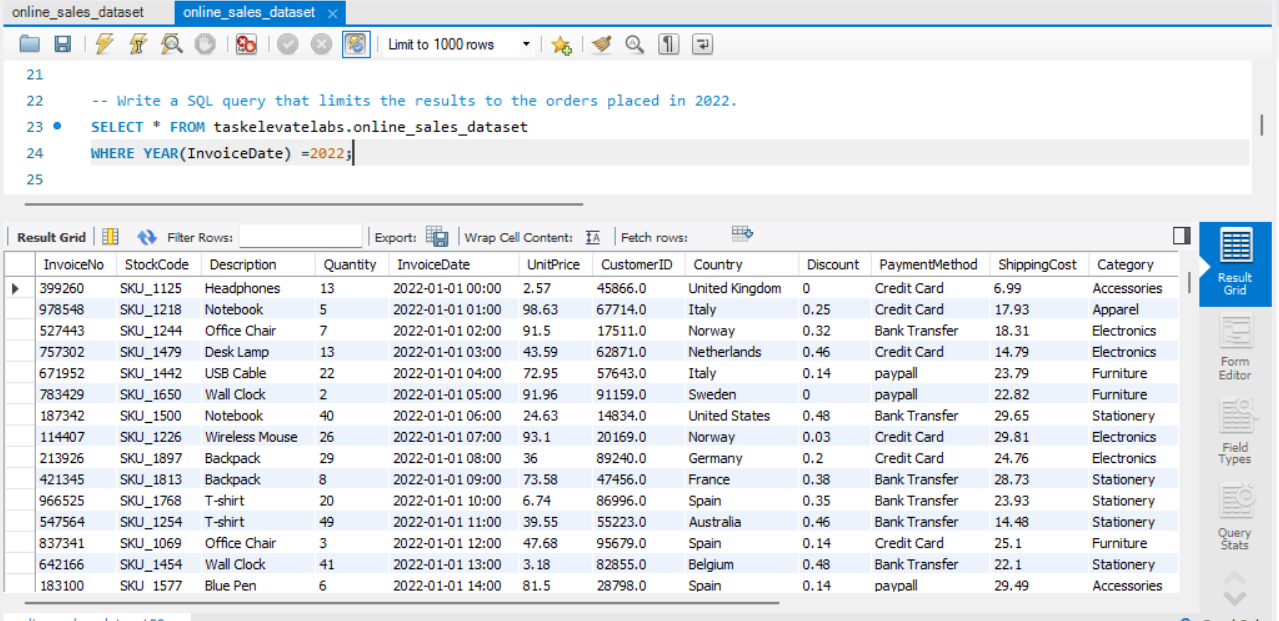 online_sales_dataset online_sales_dataset
Limit to 1000 rows
21
22 -- Write a SQL query that limits the results to the orders placed in 2022.
23 SELECT * FROM taskelevatelabs.online_sales_dataset
24 WHERE YEAR(InvoiceDate) =2022;
25
Result Grid Filter Rows: Export: Wrap Cell Content: IA Fetch rows:
InvoiceNo StockCode Description Quantity InvoiceDate UnitPrice CustomerID Country Discount PaymentMethod ShippingCost Category
399260 SKU_1125 Headphones 13 2022-01-01 00:00 2.57 45866.0 United Kingdom 0 Credit Card 6.99 Accessories
978548 SKU_1218 Notebook 5 2022-01-01 01:00 98.63 67714.0 Italy 0.25 Credit Card 17.93 Apparel
527443 SKU_1244 Office Chair 7 2022-01-01 02:00 91.5 17511.0 Norway 0.32 Bank Transfer 18.31 Electronics
757302 SKU_1479 Desk Lamp 13 2022-01-01 03:00 43.59 62871.0 Netherlands 0.46 Credit Card 14.79 Electronics
671952 SKU_1442 USB Cable 22 2022-01-01 04:00 72.95 57643.0 Italy 0.14 paypall 23.79 Furniture
783429 SKU_1650 Wall Clock 2 2022-01-01 05:00 91.96 91159.0 Sweden 0 paypall 22.82 Furniture
187342 SKU_1500 Notebook 40 2022-01-01 06:00 24.63 14834.0 United States 0.48 Bank Transfer 29.65 Stationery
114407 SKU_1226 Wireless Mouse 26 2022-01-01 07:00 93.1 20169.0 Norway 0.03 Credit Card 29.81 Electronics
213926 SKU_1897 Backpack 29 2022-01-01 08:00 36 89240.0 Germany 0.2 Credit Card 24.76 Electronics
421345 SKU_1813 Backpack 8 2022-01-01 09:00 73.58 47456.0 France 0.38 Bank Transfer 28.73 Stationery
966525 SKU_1768 T-shirt 20 2022-01-01 10:00 6.74 86996.0 Spain 0.35 Bank Transfer 23.93 Stationery
547564 SKU_1254 T-shirt 49 2022-01-01 11:00 39.55 55223.0 Australia 0.46 Bank Transfer 14.48 Stationery
837341 SKU_1069 Office Chair 3 2022-01-01 12:00 47.68 95679.0 Spain 0.14 Credit Card 25.1 Furniture
642166 SKU_1454 Wall Clock 41 2022-01-01 13:00 3.18 82855.0 Belgium 0.48 Bank Transfer 22.1 Stationery
183100 SKU_1577 Blue Pen 6 2022-01-01 14:00 81.5 28798.0 Spain 0.14 paypall 29.49 Accessories
Result
Grid
Form
Editor
Field
Types
Query
Stats